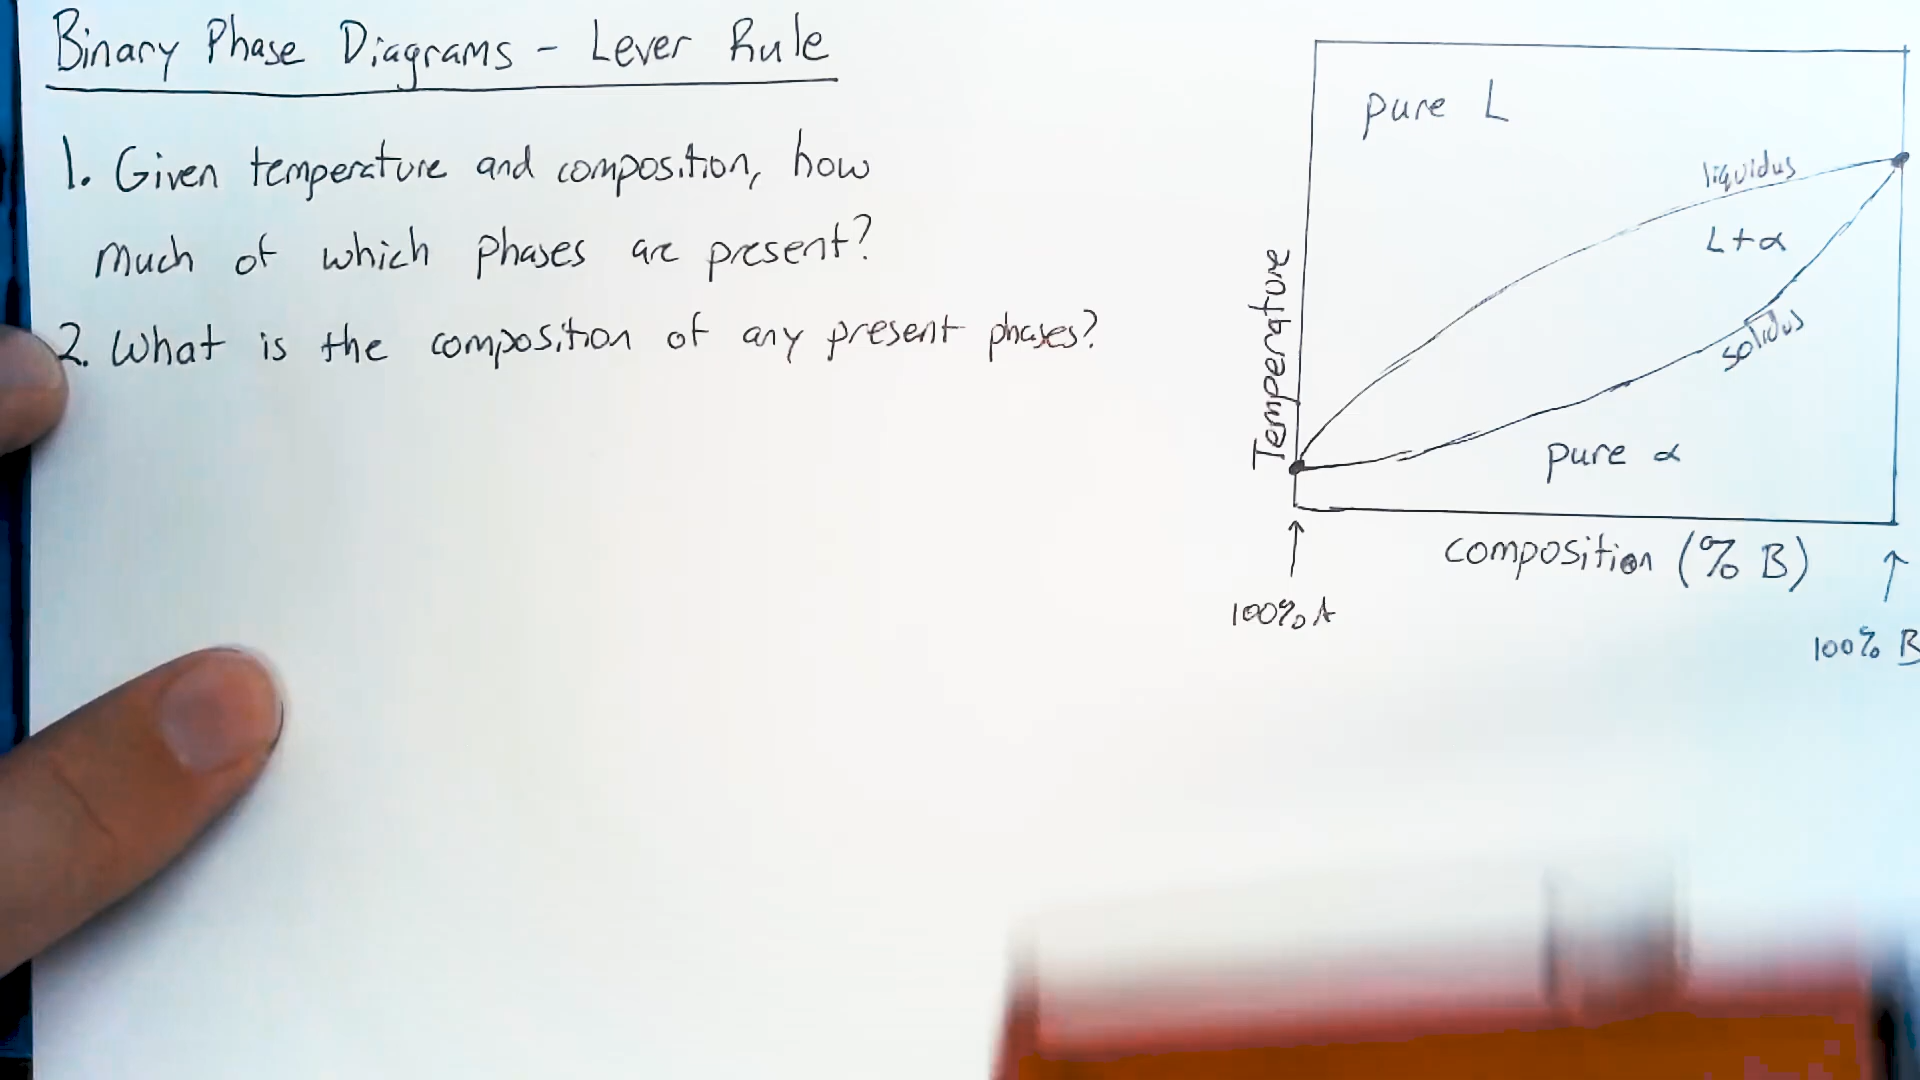 Binary Phase Diagrams - Lever Rule
1. Given temperature and composition, how
much of which phases are present?
2. What is the composition of any present phases?
pure L
liquidus
L+α
solidus
pure α
Temperature
composition (% B)
100% A
100% B